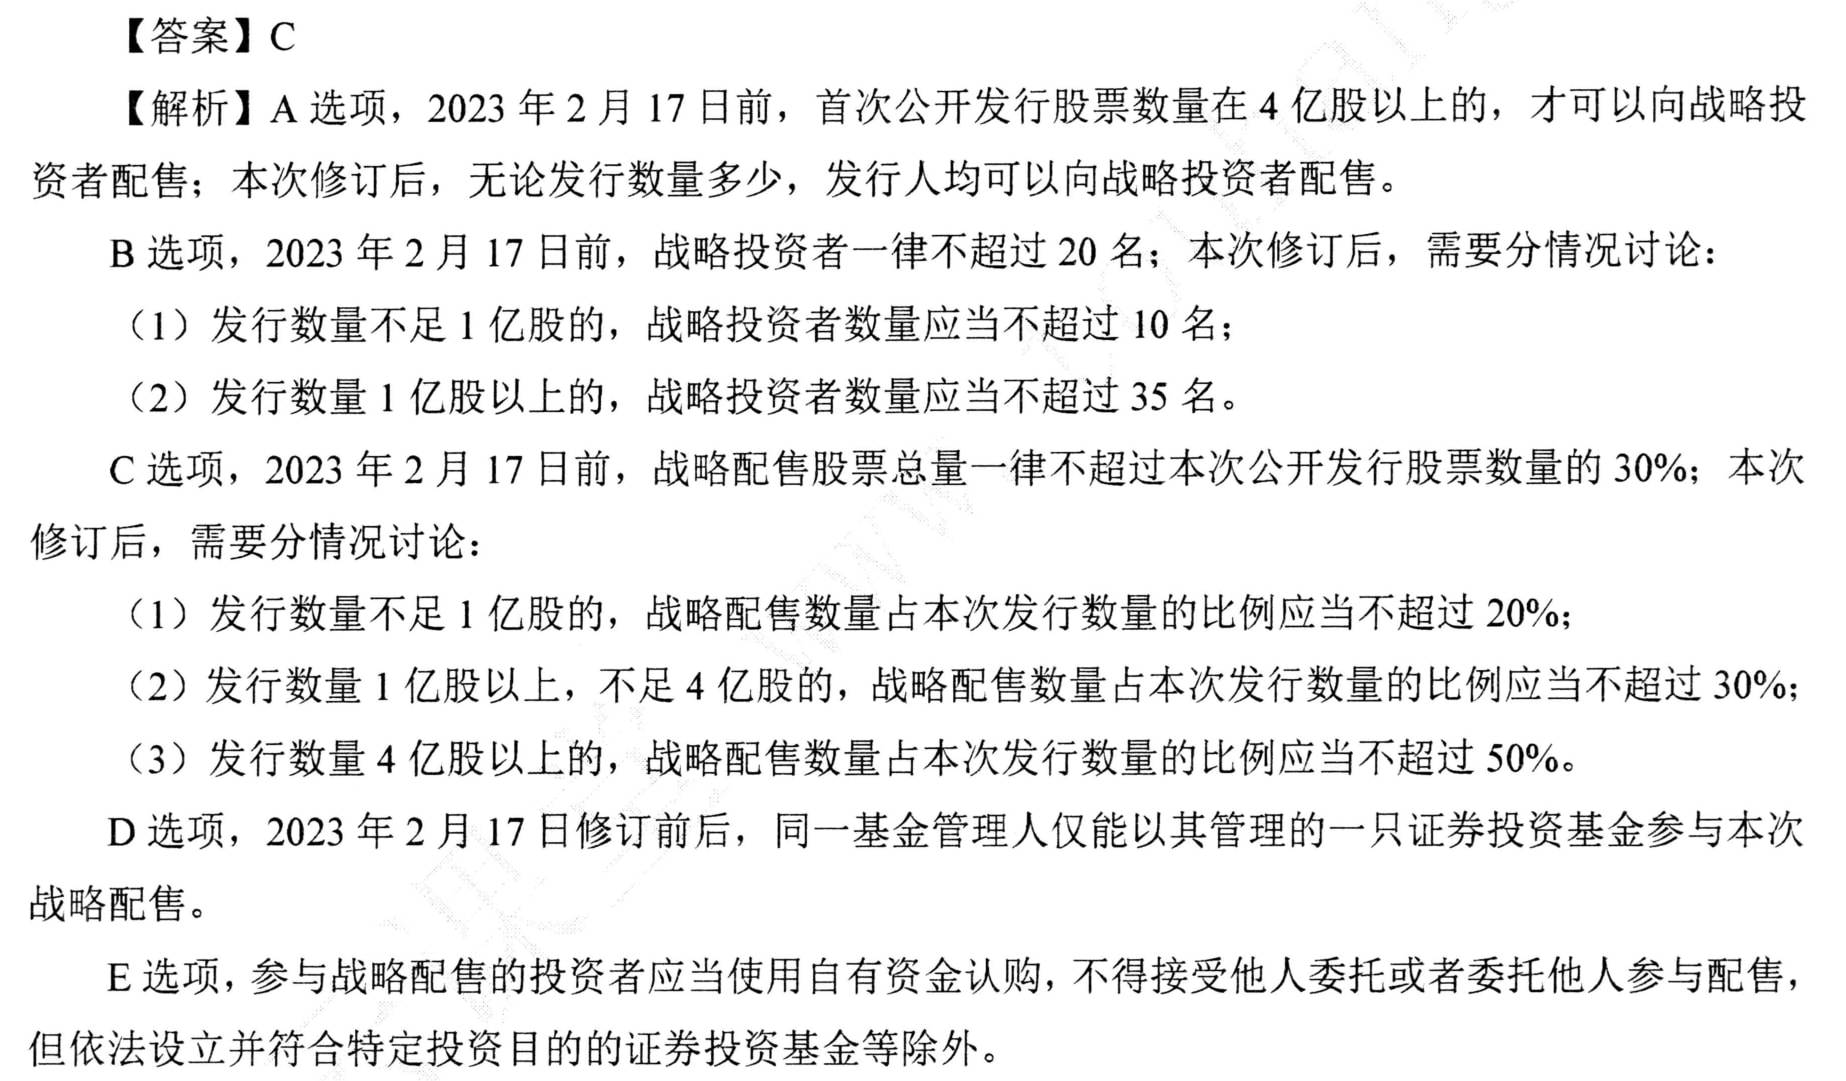 【答案】C
【解析】A 选项，2023 年 2 月 17 日前，首次公开发行股票数量在 4 亿股以上的，才可以向战略投
资者配售；本次修订后，无论发行数量多少，发行人均可以向战略投资者配售。
B 选项，2023 年 2 月 17 日前，战略投资者一律不超过 20 名；本次修订后，需要分情况讨论：
（1）发行数量不足 1 亿股的，战略投资者数量应当不超过 10 名；
（2）发行数量 1 亿股以上的，战略投资者数量应当不超过 35 名。
C 选项，2023 年 2 月 17 日前，战略配售股票总量一律不超过本次公开发行股票数量的 30%；本次
修订后，需要分情况讨论：
（1）发行数量不足 1 亿股的，战略配售数量占本次发行数量的比例应当不超过 20%；
（2）发行数量 1 亿股以上，不足 4 亿股的，战略配售数量占本次发行数量的比例应当不超过 30%；
（3）发行数量 4 亿股以上的，战略配售数量占本次发行数量的比例应当不超过 50%。
D 选项，2023 年 2 月 17 日修订前后，同一基金管理人仅能以其管理的一只证券投资基金参与本次
战略配售。
E 选项，参与战略配售的投资者应当使用自有资金认购，不得接受他人委托或者委托他人参与配售，
但依法设立并符合特定投资目的的证券投资基金等除外。